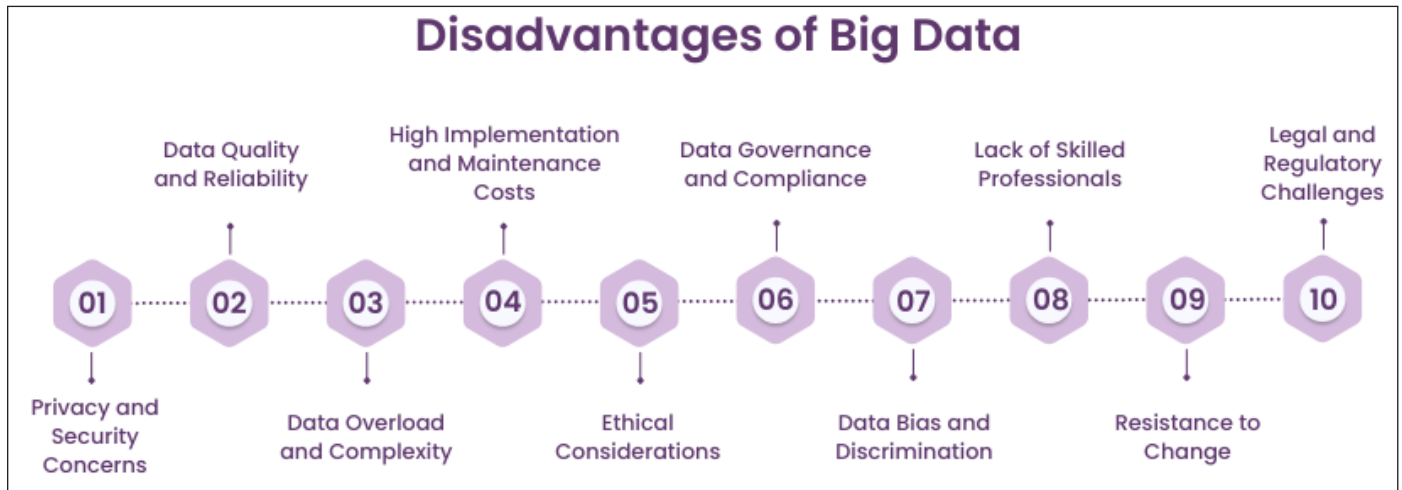 Disadvantages of Big Data
01
Privacy and
Security
Concerns
02
Data Quality
and Reliability
03
Data Overload
and Complexity
04
High Implementation
and Maintenance
Costs
05
Ethical
Considerations
06
Data Governance
and Compliance
07
Data Bias and
Discrimination
08
Lack of Skilled
Professionals
09
Resistance to
Change
10
Legal and
Regulatory
Challenges